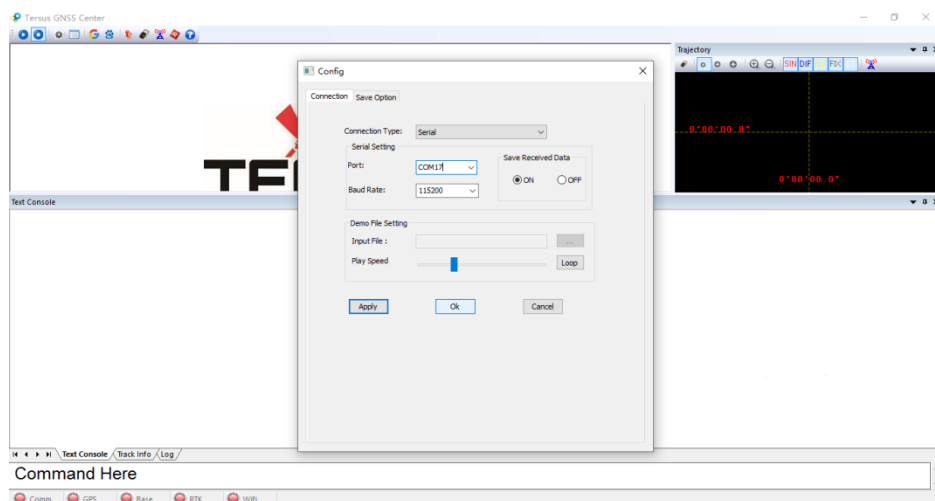 Tersus GNSS Center
Trajectory
SIN DIF FIX
0°00'00.0"
0°00'00.0"
Config
Connection Save Option
Connection Type: Serial
Serial Setting
Port: COM17
Save Received Data
ON OFF
Baud Rate: 115200
Demo File Setting
Input File : ...
Play Speed Loop
Apply Ok Cancel
Text Console
Text Console Track Info Log
Command Here
Comm GPS Base RTK Wifi